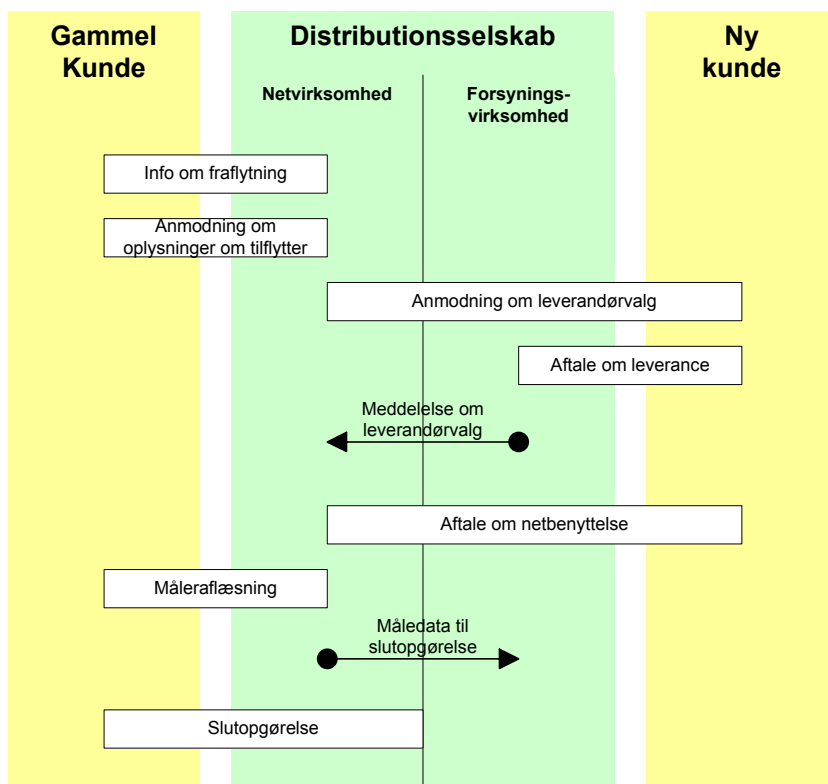 Gammel
Kunde
Distributionsselskab
Ny
kunde
Netvirksomhed
Forsynings-
virksomhed
Info om fraflytning
Anmodning om
oplysninger om tilflytter
Anmodning om leverandørvalg
Aftale om leverance
Meddelelse om
leverandørvalg
Aftale om netbenyttelse
Måleraflæsning
Måledata til
slutopgørelse
Slutopgørelse